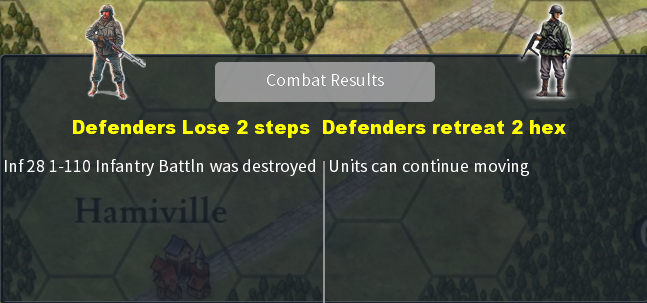 Combat Results
Defenders Lose 2 steps Defenders retreat 2 hex
Inf 28 1-110 Infantry Battln was destroyed
Units can continue moving
Hamiville